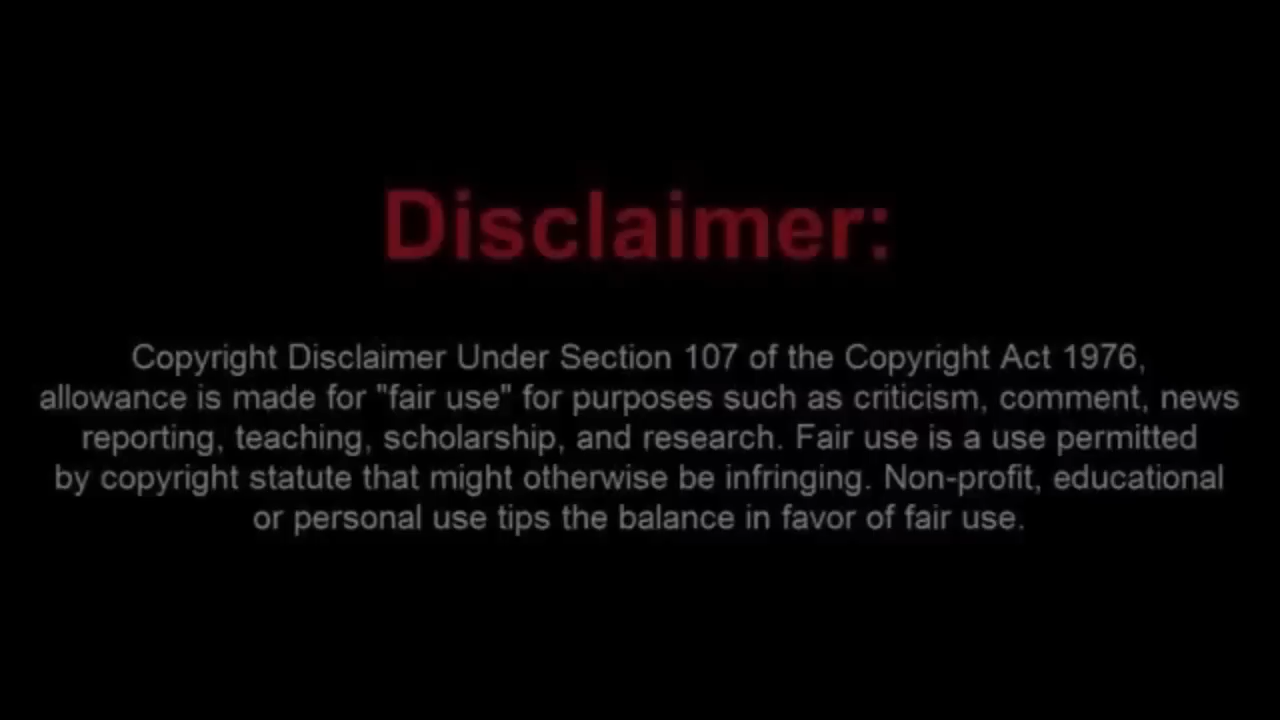 Disclaimer:
Copyright Disclaimer Under Section 107 of the Copyright Act 1976,
allowance is made for "fair use" for purposes such as criticism, comment, news
reporting, teaching, scholarship, and research. Fair use is a use permitted
by copyright statute that might otherwise be infringing. Non-profit, educational
or personal use tips the balance in favor of fair use.